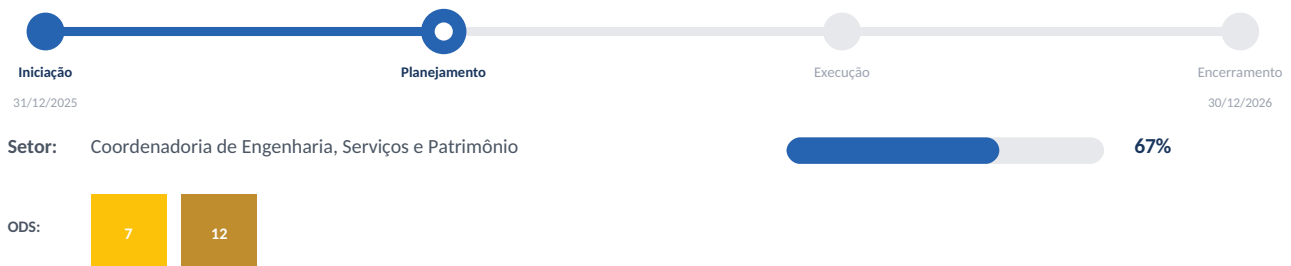 Iniciação Planejamento Execução Encerramento
31/12/2025 30/12/2026
Setor: Coordenadoria de Engenharia, Serviços e Patrimônio 67%
ODS: 7 12